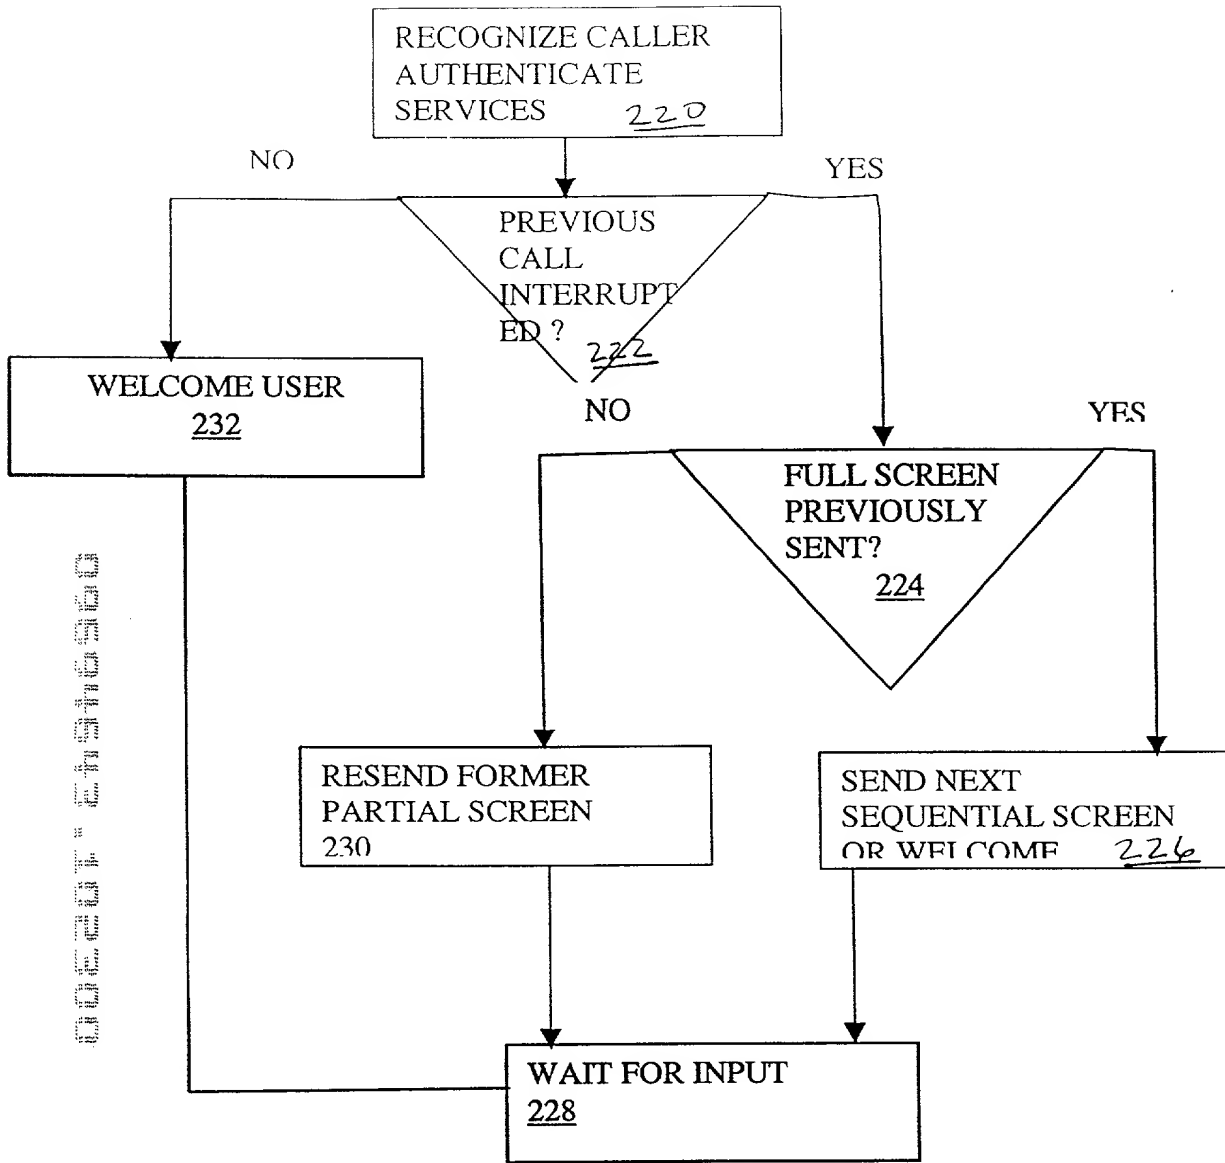 RECOGNIZE CALLER
AUTHENTICATE
SERVICES 220
NO
YES
PREVIOUS
CALL
INTERRUPT
ED ?
222
WELCOME USER
232
NO
YES
FULL SCREEN
PREVIOUSLY
SENT?
224
RESEND FORMER
PARTIAL SCREEN
230
SEND NEXT
SEQUENTIAL SCREEN
OR WELCOME 226
WAIT FOR INPUT
228